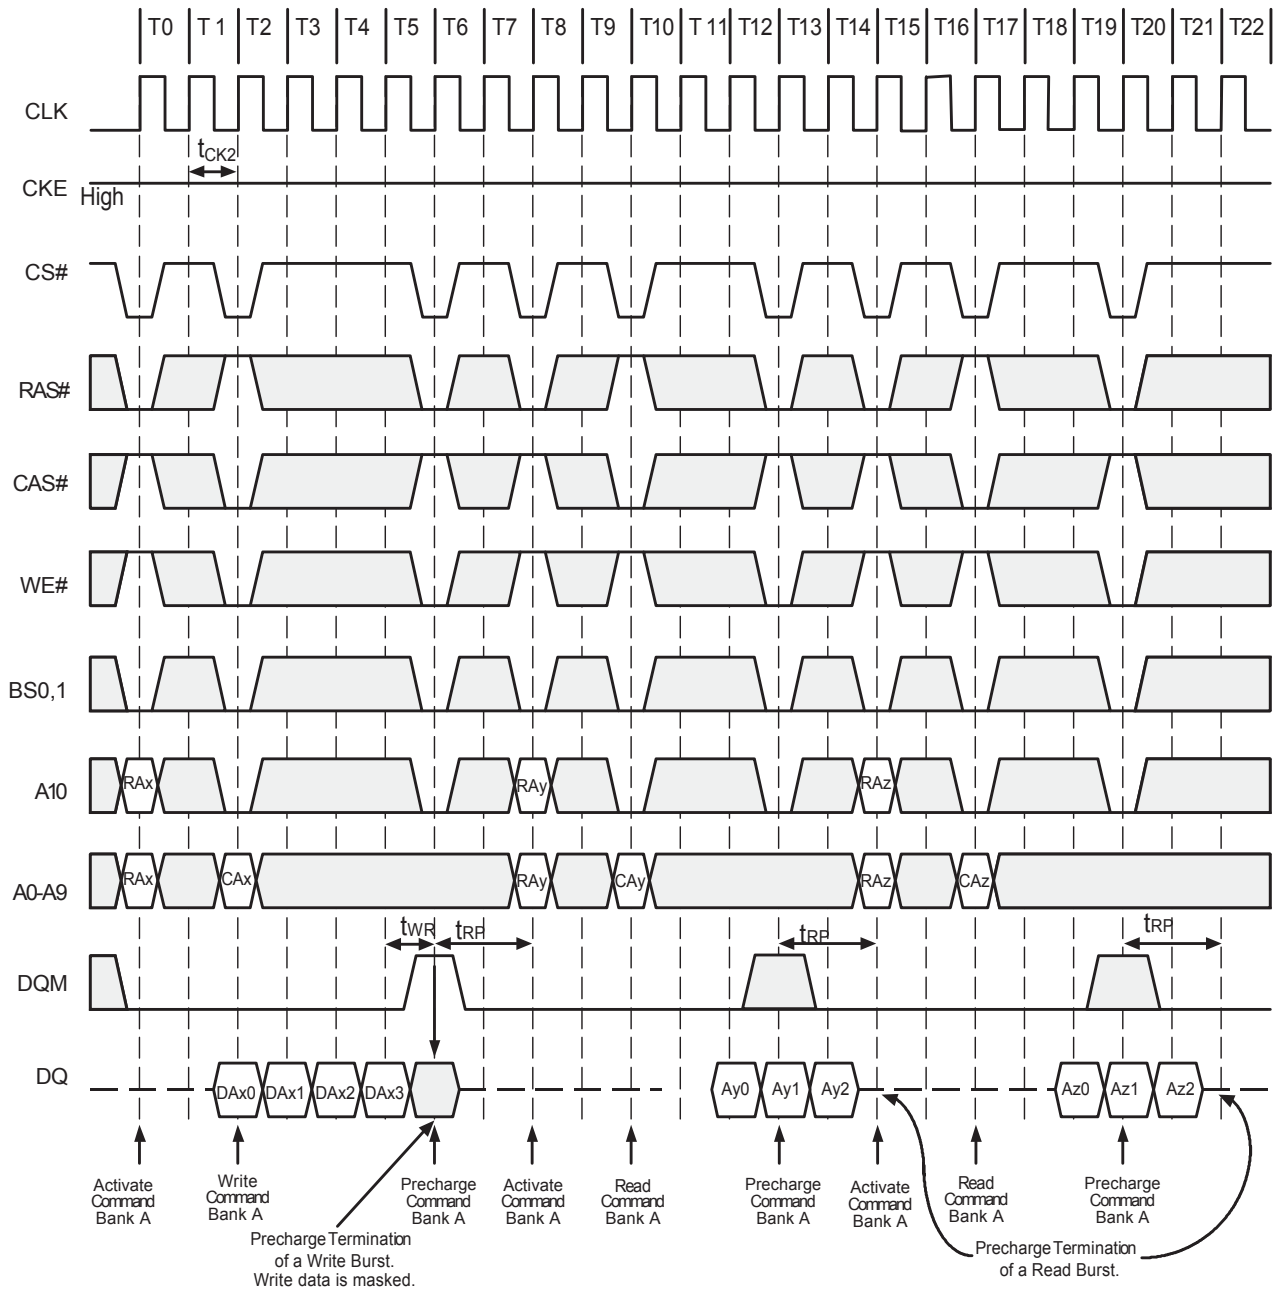 T0 T 1 T2 T3 T4 T5 T6 T7 T8 T9 T10 T 11 T12 T13 T14 T15 T16 T17 T18 T19 T20 T21 T22
CLK
tCK2
CKE High
CS#
RAS#
CAS#
WE#
BS0,1
A10 RAx RAy RAz
A0-A9 RAx CAx RAy CAy RAz CAz
tWR tRP tRP tRP
DQM
DQ DAx0 DAx1 DAx2 DAx3 Ay0 Ay1 Ay2 Az0 Az1 Az2
Activate
Command
Bank A
Write
Command
Bank A
Precharge
Command
Bank A
Activate
Command
Bank A
Read
Command
Bank A
Precharge
Command
Bank A
Activate
Command
Bank A
Read
Command
Bank A
Precharge
Command
Bank A
Precharge Termination
of a Write Burst.
Write data is masked.
Precharge Termination
of a Read Burst.